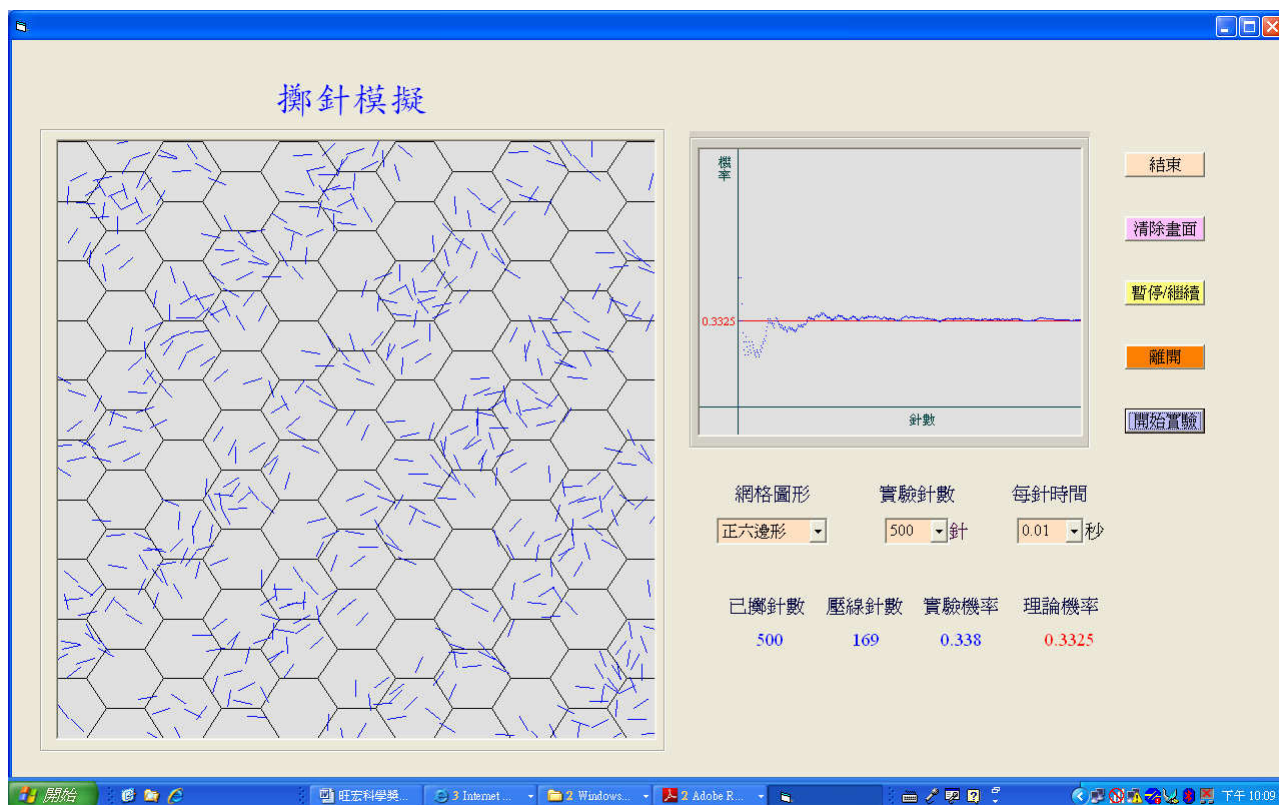 擲針模擬
機率
0.3325
針數
結束
清除畫面
暫停/繼續
離開
開始實驗
網格圖形 實驗針數 每針時間
正六邊形 500 針 0.01 秒
已擲針數 壓線針數 實驗機率 理論機率
500 169 0.338 0.3325
開始 旺宏科學獎... 3 Internet ... 2 Windows... 2 Adobe R... 下午 10:09